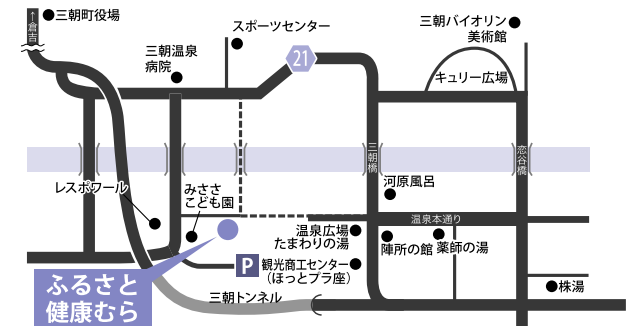 ←倉吉
三朝町役場
スポーツセンター
三朝バイオリン
美術館
三朝温泉
病院
21
キュリー広場
三朝橋
恋谷橋
レスポワール
みささ
こども園
河原風呂
温泉本通り
温泉広場
たまわりの湯
陣所の館
薬師の湯
P
観光商工センター
（ほっとプラ座）
株湯
ふるさと
健康むら
三朝トンネル